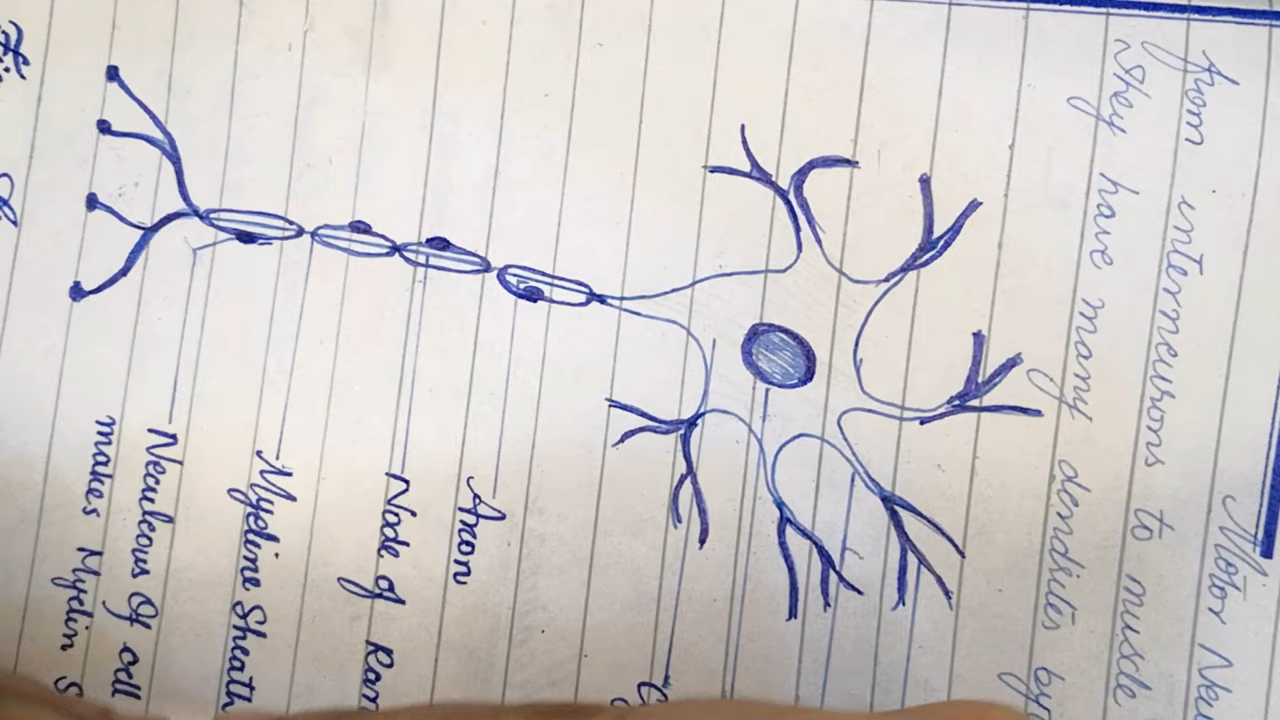 Motor Neu
from interneurons to muscle
They have many dendrites by
Axon
Node of Ran
Myeline Sheath
Neculeous Of cell
makes Myelin S